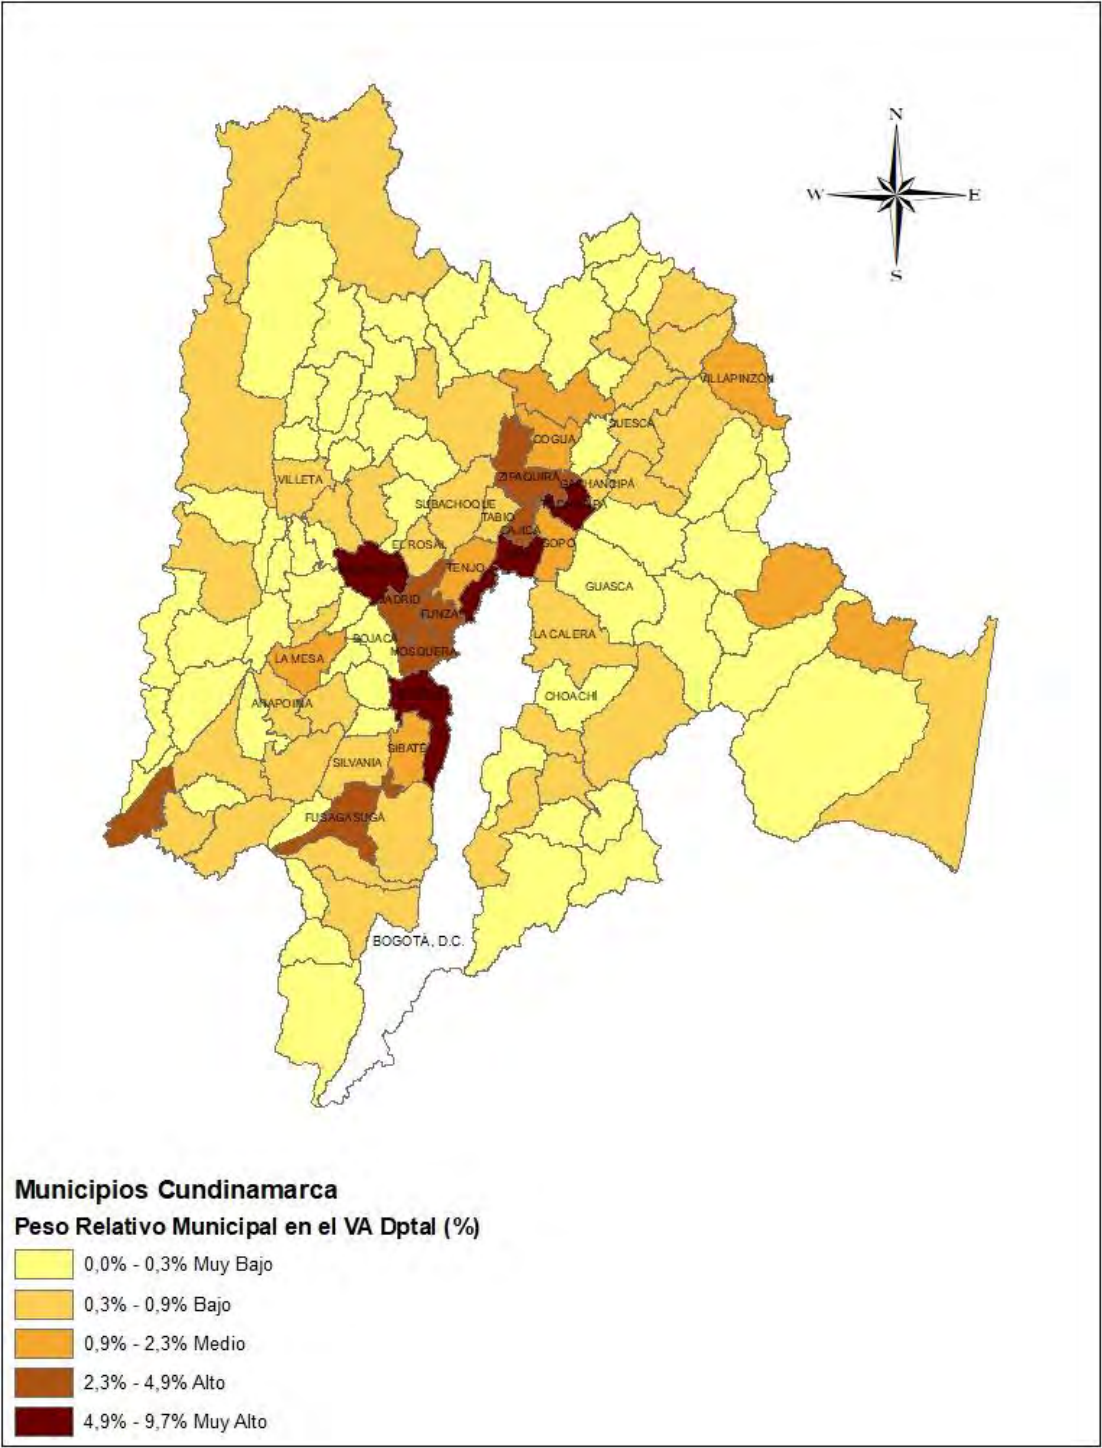 N
W
E
S
VILLAPINZÓN
SUESCA
COGUA
VILLETA
ZIPAQUIRÁ
GACHANCIPÁ
SUBACHOQUE
TABIO
CAJICÁ
EL ROSAL
SOPÓ
TENJO
GUASCA
MADRID
FUNZA
LA CALERA
BOJACÁ
MOSQUERA
LA MESA
CHOACHÍ
ANAPOIMA
SIBATÉ
SILVANIA
FUSAGASUGÁ
BOGOTÁ, D.C.
Municipios Cundinamarca
Peso Relativo Municipal en el VA Dptal (%)
0,0% - 0,3% Muy Bajo
0,3% - 0,9% Bajo
0,9% - 2,3% Medio
2,3% - 4,9% Alto
4,9% - 9,7% Muy Alto